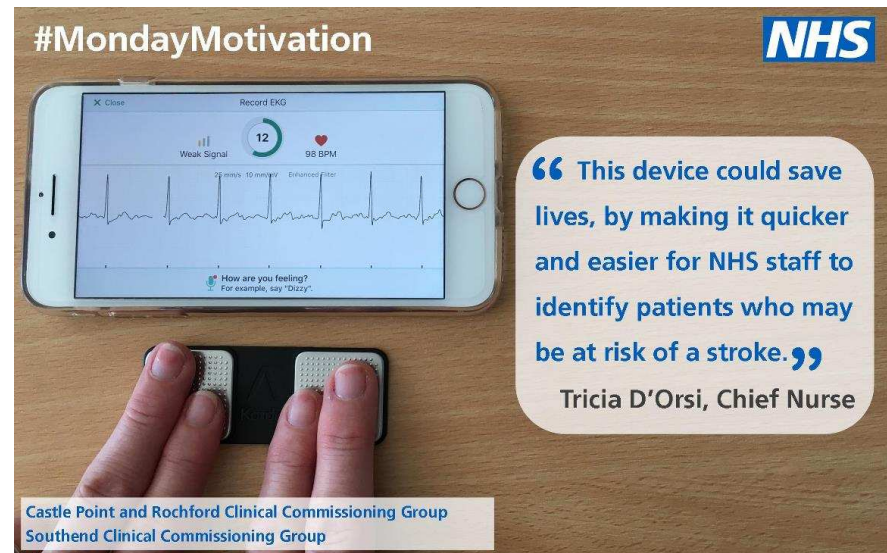 #MondayMotivation
NHS
✕ Close
Record EKG
12
Weak Signal
98 BPM
25 mm/s 10 mm/mV Enhanced Filter
How are you feeling?
For example, say "Dizzy".
“ This device could save
lives, by making it quicker
and easier for NHS staff to
identify patients who may
be at risk of a stroke.”
Tricia D'Orsi, Chief Nurse
Castle Point and Rochford Clinical Commissioning Group
Southend Clinical Commissioning Group